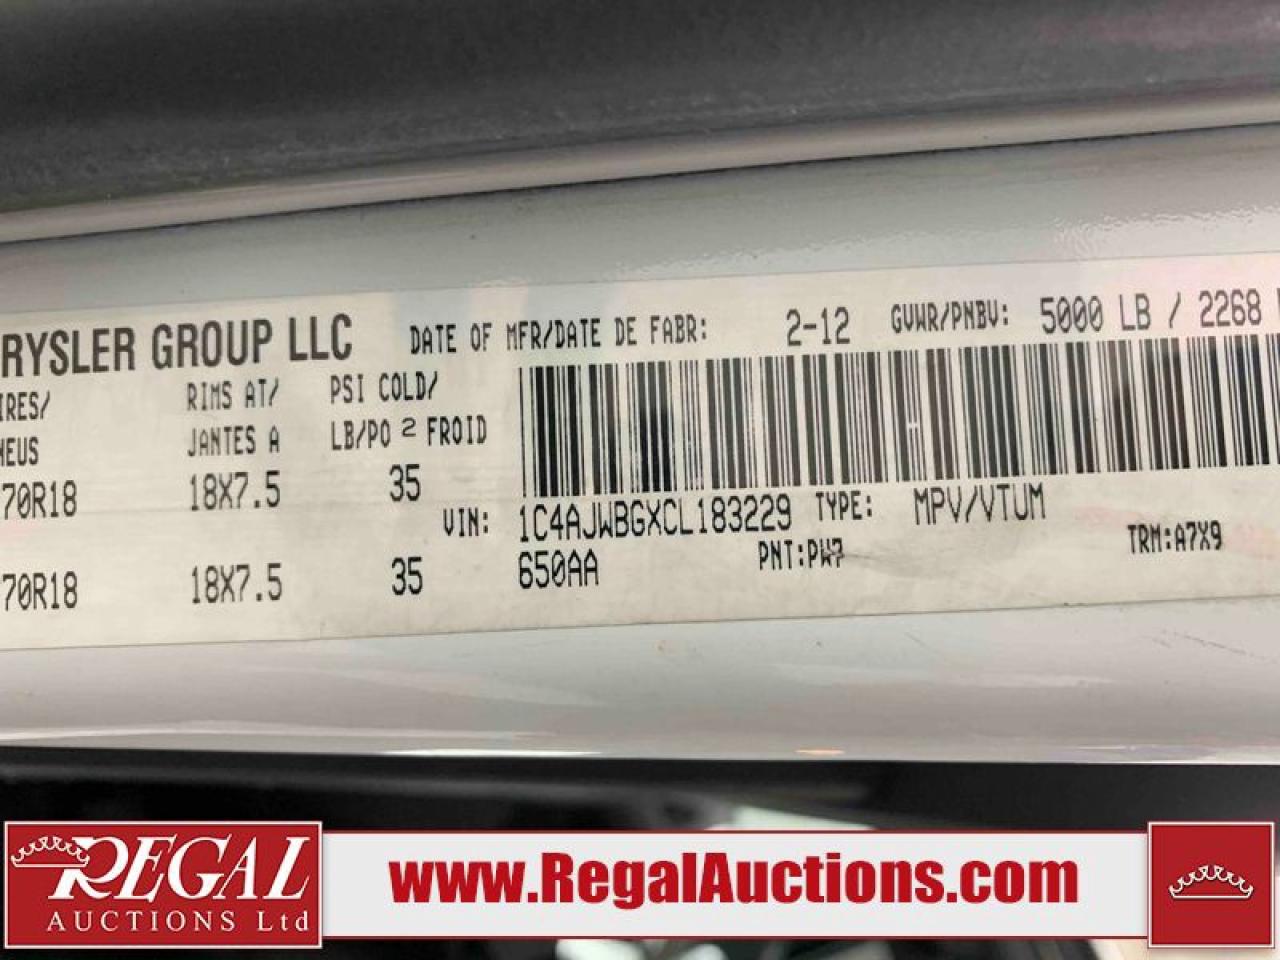 RYSLER GROUP LLC DATE OF MFR/DATE DE FABR: 2-12 GVWR/PNBV: 5000 LB / 2268
IRES/ RIMS AT/ PSI COLD/
NEUS JANTES A LB/PO 2 FROID
70R18 18X7.5 35
VIN: 1C4AJWBGXCL183229 TYPE: MPV/VTUM
70R18 18X7.5 35 650AA PNT:PW7 TRM:A7X9
REGAL
AUCTIONS Ltd
www.RegalAuctions.com